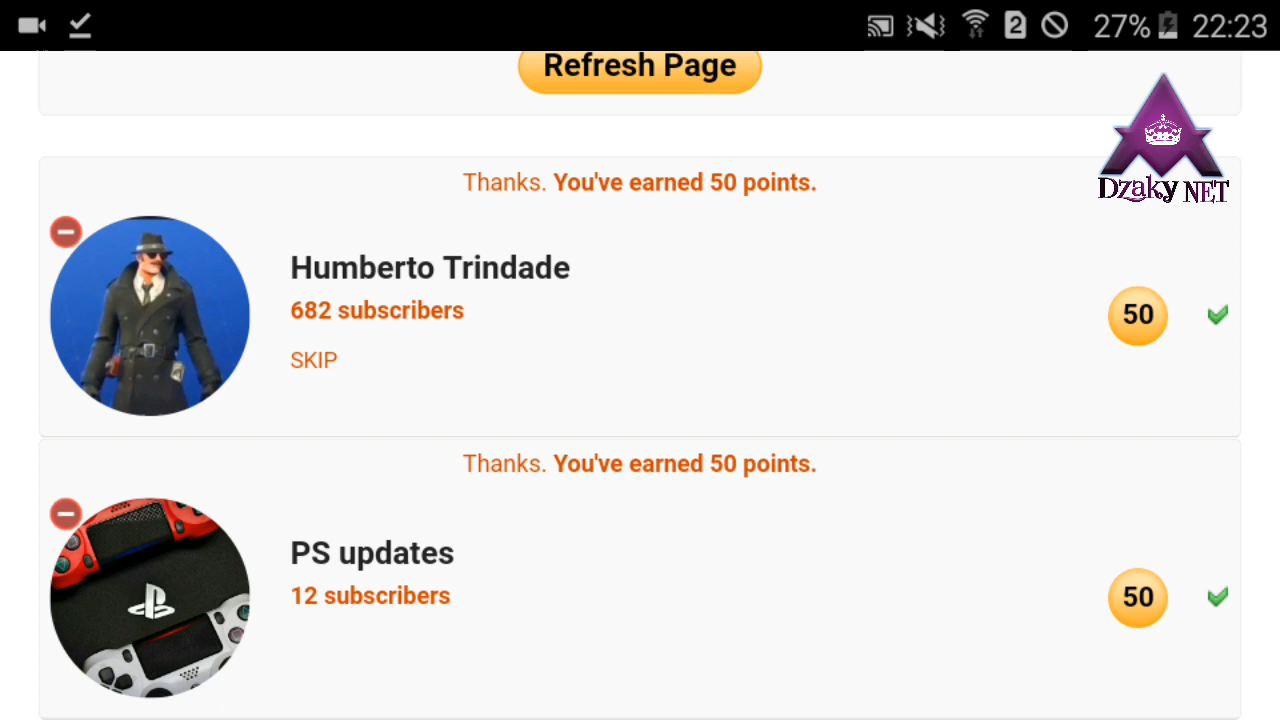 2 27% 22:23
Refresh Page
Dzaky NET
Thanks. You've earned 50 points.
Humberto Trindade
682 subscribers
50
SKIP
Thanks. You've earned 50 points.
PS updates
12 subscribers
50